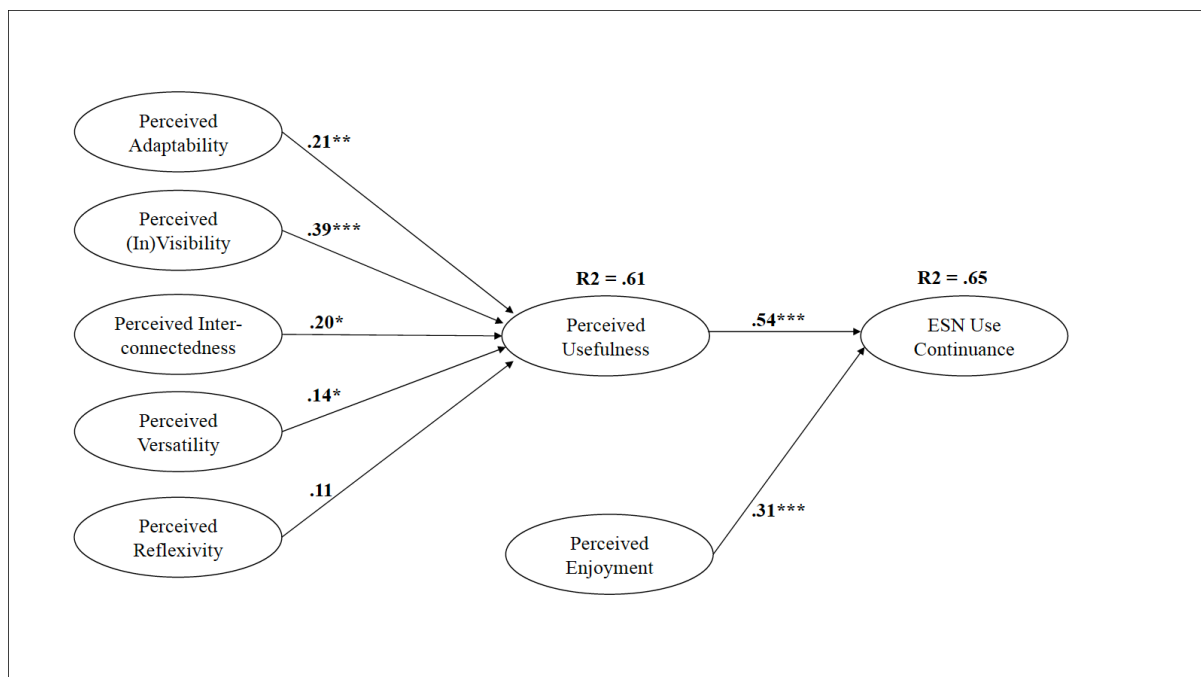 Perceived
Adaptability
.21**
Perceived
(In)Visibility
.39***
Perceived Inter-
connectedness
.20*
Perceived
Versatility
.14*
Perceived
Reflexivity
.11
R2 = .61
Perceived
Usefulness
.54***
R2 = .65
ESN Use
Continuance
Perceived
Enjoyment
.31***